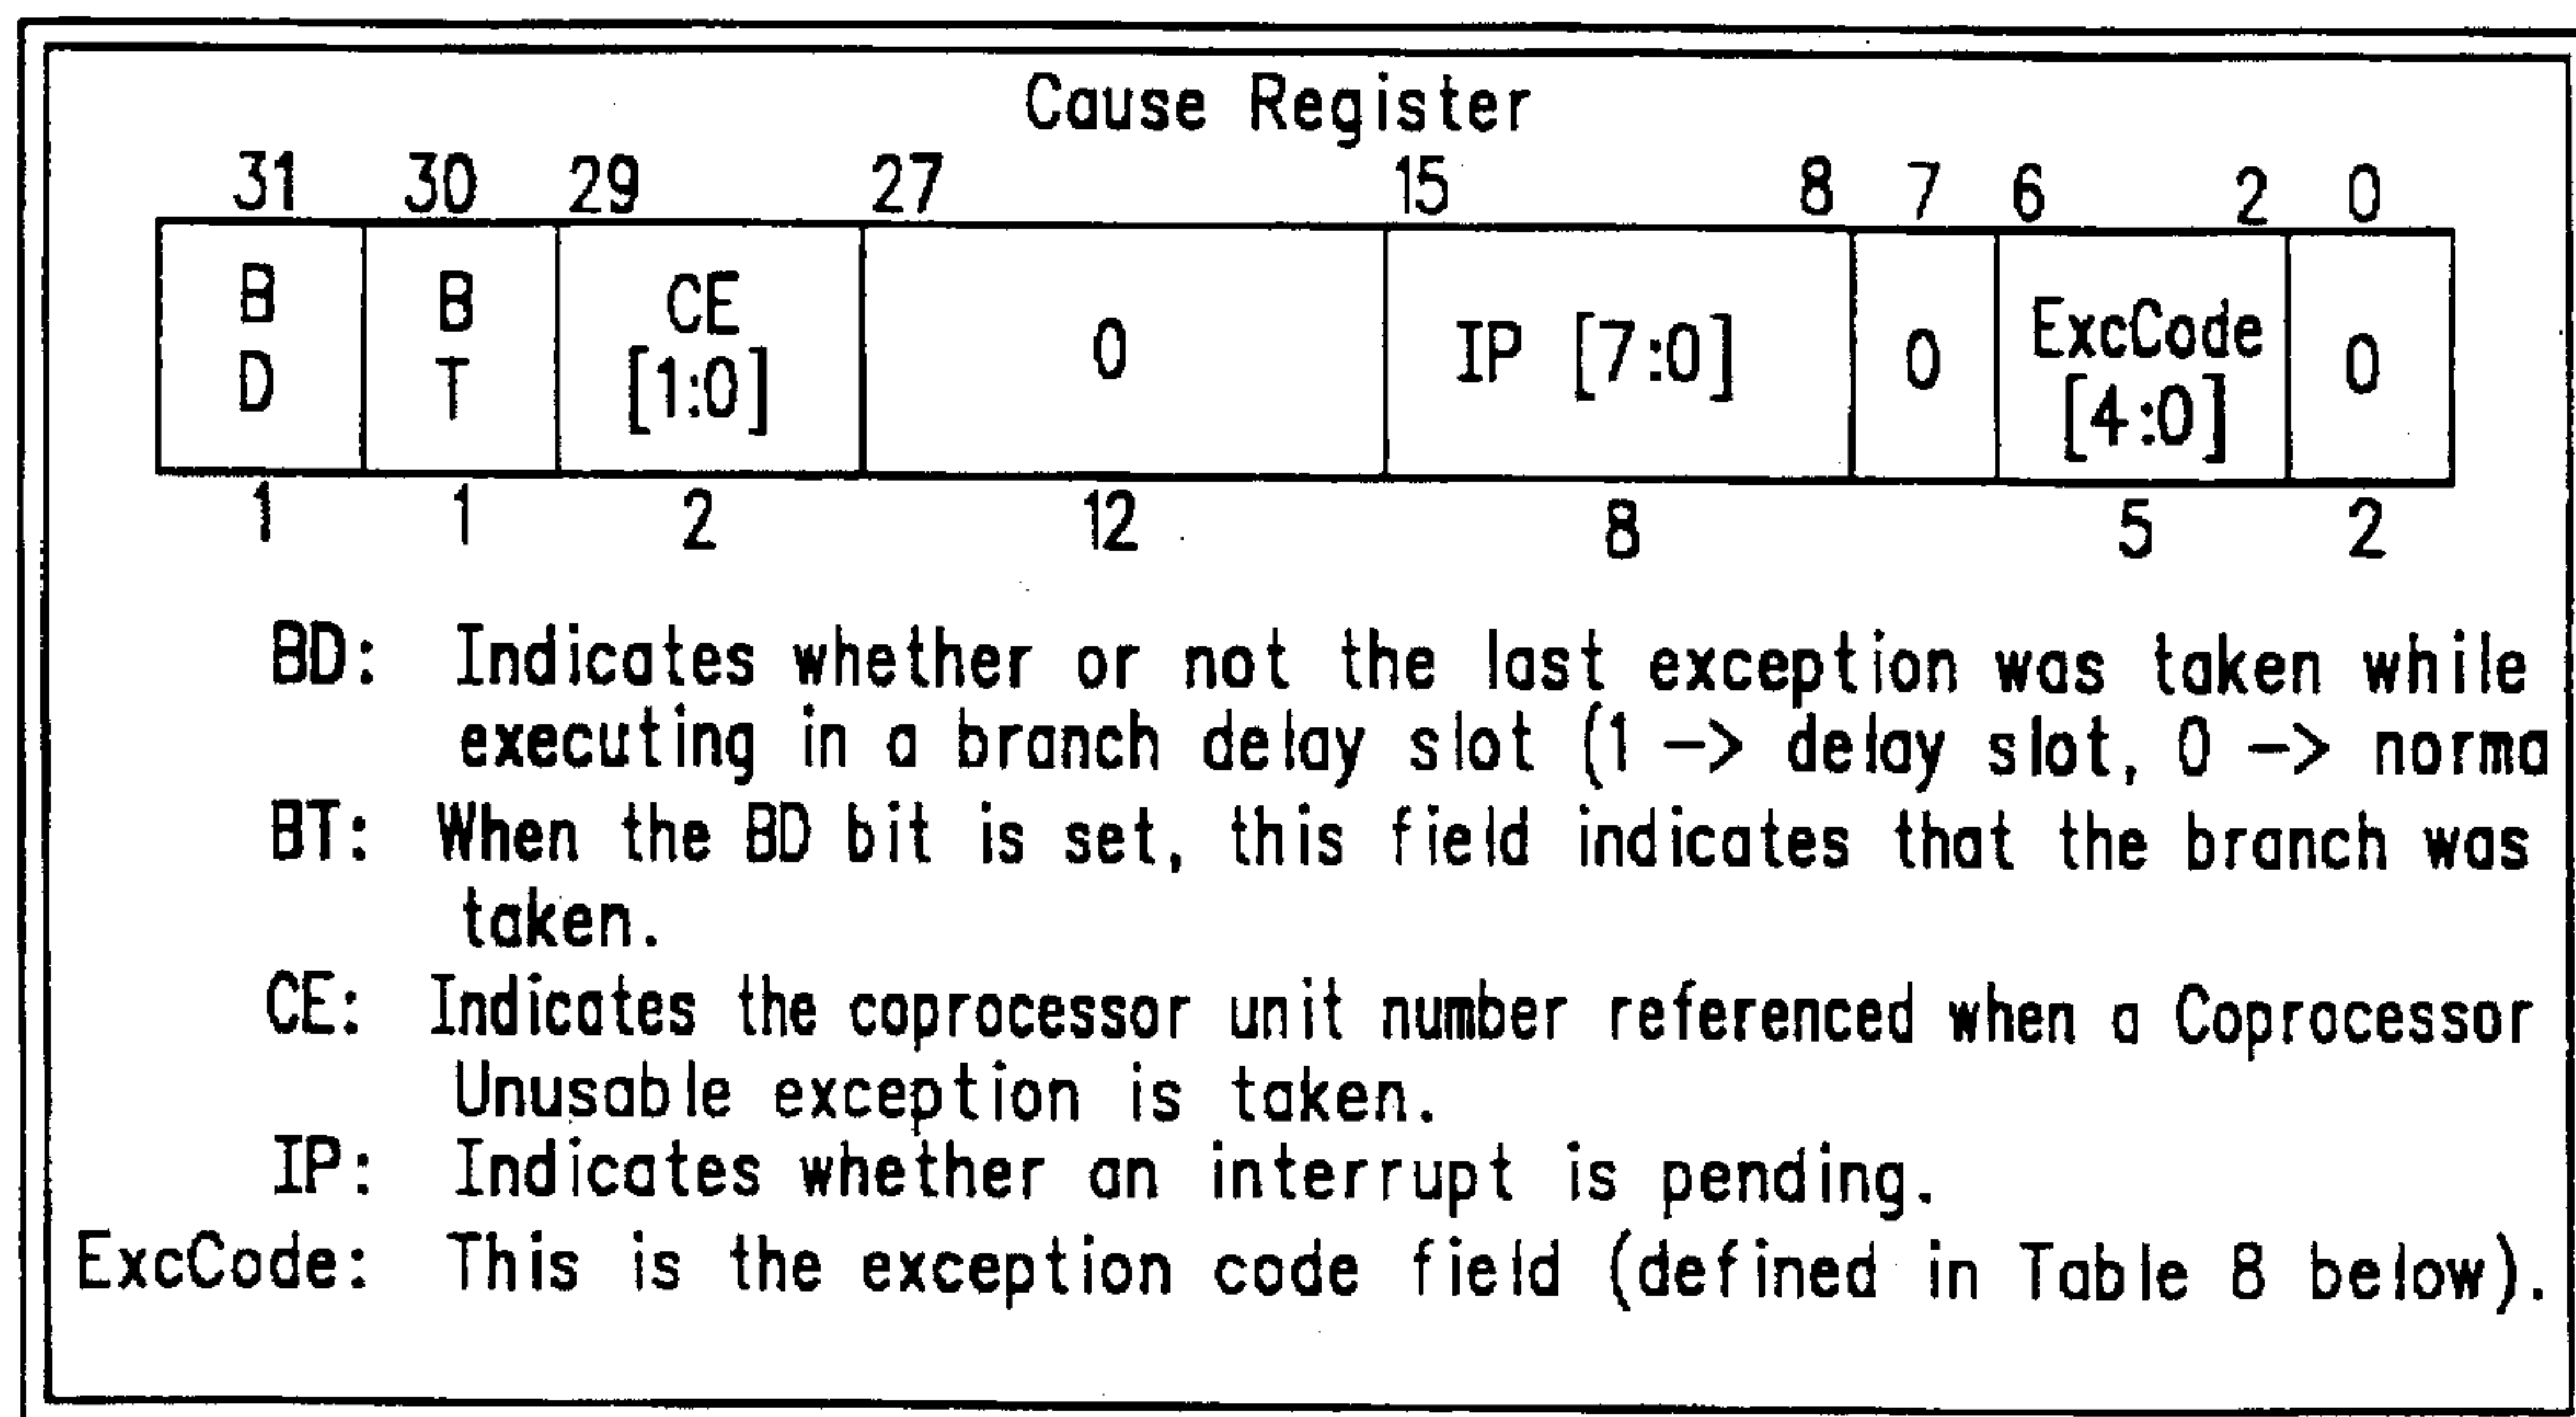 Cause Register
31 30 29 27 15 8 7 6 2 0
B D B T CE [1:0] 0 IP [7:0] 0 ExcCode [4:0] 0
1 1 2 12 8 5 2
BD: Indicates whether or not the last exception was taken while
executing in a branch delay slot (1 -> delay slot, 0 -> norma
BT: When the BD bit is set, this field indicates that the branch was
taken.
CE: Indicates the coprocessor unit number referenced when a Coprocessor
Unusable exception is taken.
IP: Indicates whether an interrupt is pending.
ExcCode: This is the exception code field (defined in Table 8 below).